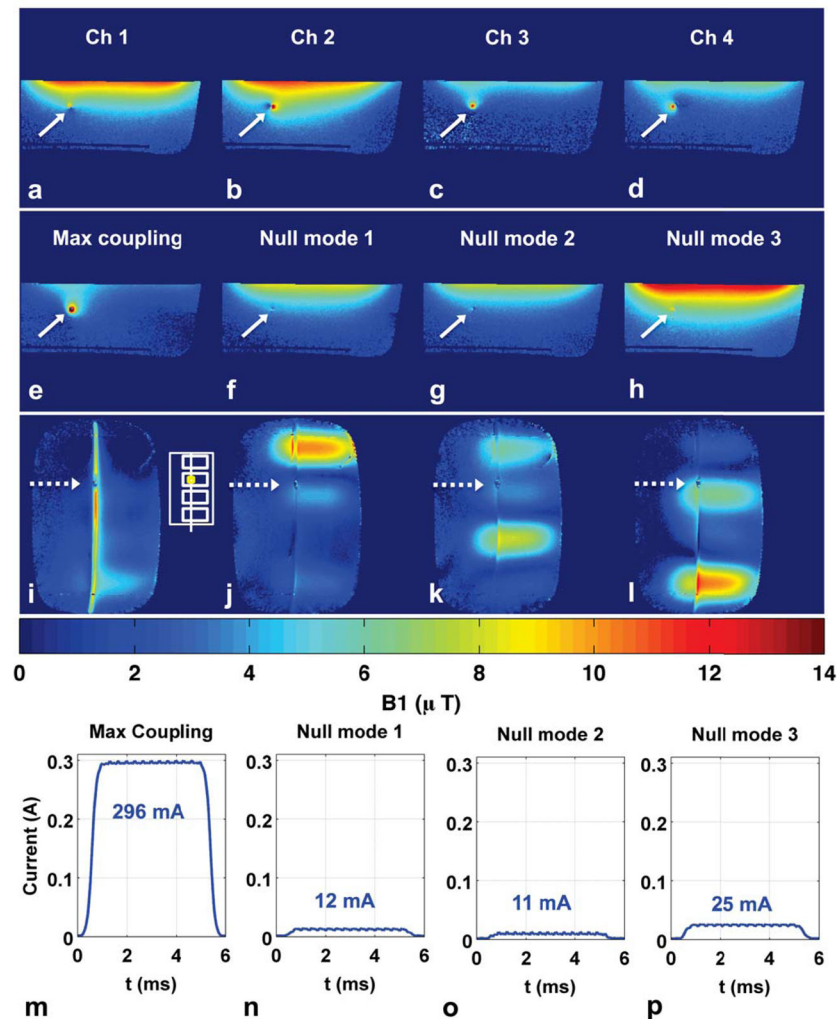 Ch 1 Ch 2 Ch 3 Ch 4
a b c d
Max coupling Null mode 1 Null mode 2 Null mode 3
e f g h
i j k l
0 2 4 6 8 10 12 14
B1 (μ T)
Max Coupling Null mode 1 Null mode 2 Null mode 3
0.3 0.3 0.3 0.3
296 mA
0.2 0.2 0.2 0.2
Current (A)
0.1 0.1 0.1 0.1
12 mA 11 mA 25 mA
0 0 0 0
0 2 4 6 0 2 4 6 0 2 4 6 0 2 4 6
t (ms) t (ms) t (ms) t (ms)
m n o p